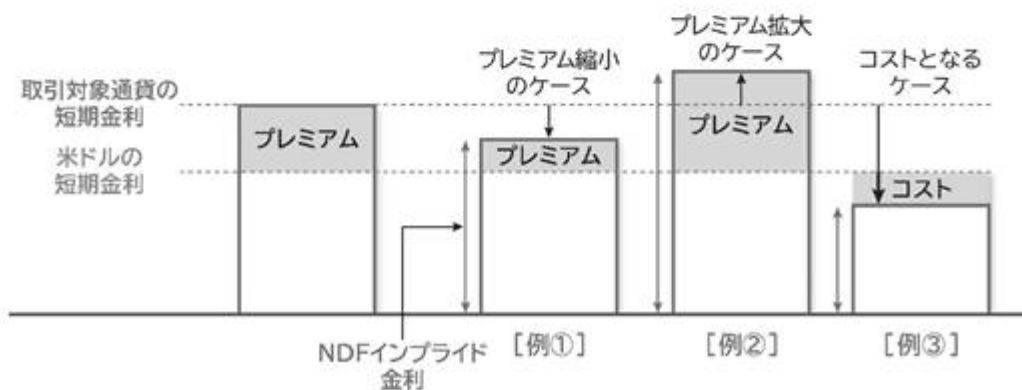 取引対象通貨の
短期金利
米ドルの
短期金利
プレミアム
プレミアム縮小
のケース
プレミアム
プレミアム拡大
のケース
プレミアム
コストとなる
ケース
コスト
NDFインプライド
金利
［例①］
［例②］
［例③］